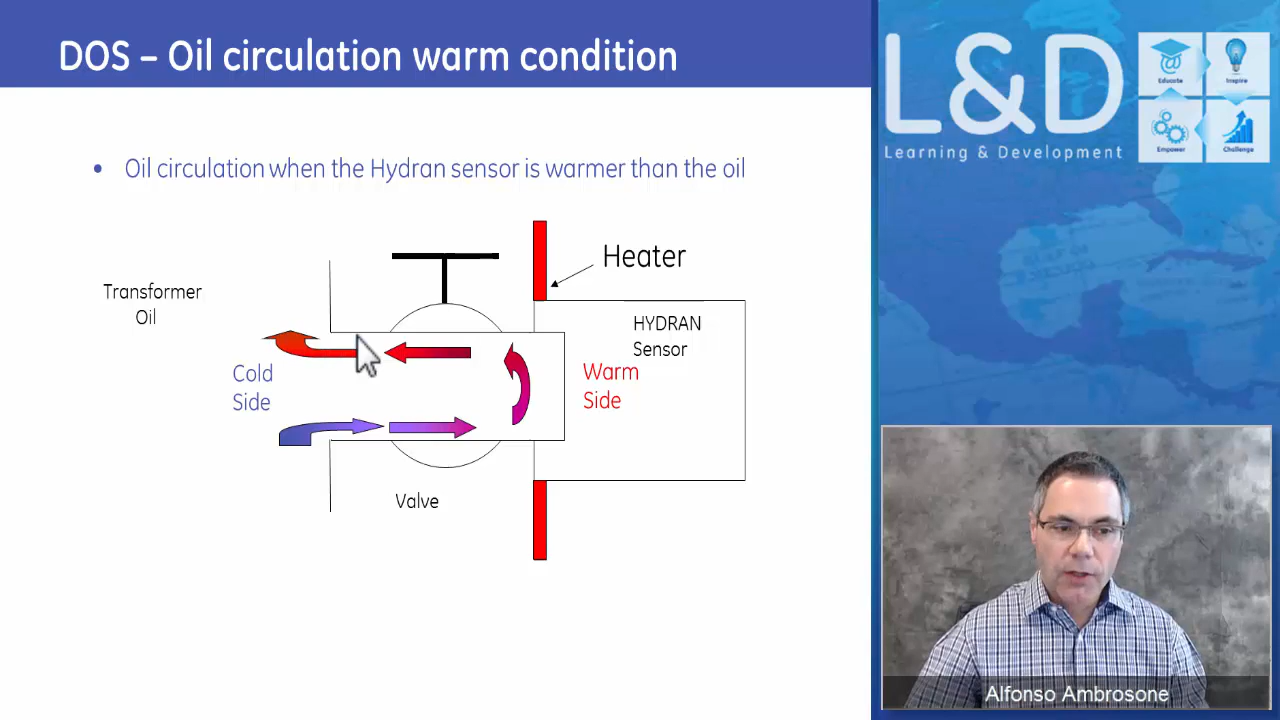 DOS – Oil circulation warm condition
• Oil circulation when the Hydran sensor is warmer than the oil
Heater
Transformer
Oil
HYDRAN
Sensor
Cold
Side
Warm
Side
Valve
L&D
Learning & Development
Educate
Inspire
Empower
Challenge
Alfonso Ambrosone